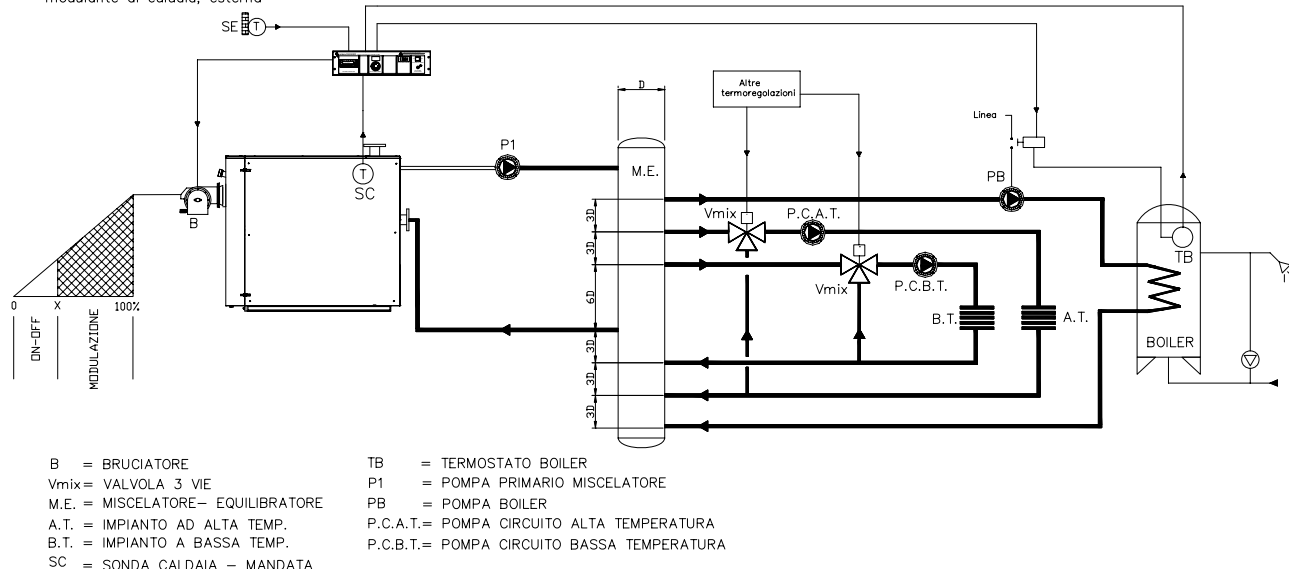 modulante di caldaia, esterna
SE
T
D
Altre
termoregolazioni
Linea
P1
T
SC
M.E.
PB
B
Vmix
P.C.A.T.
TB
3D
3D
6D
3D
3D
3D
Vmix
P.C.B.T.
B.T.
A.T.
BOILER
0
X
100%
ON-OFF
MODULAZIONE
B = BRUCIATORE
Vmix= VALVOLA 3 VIE
M.E. = MISCELATORE- EQUILIBRATORE
A.T. = IMPIANTO AD ALTA TEMP.
B.T. = IMPIANTO A BASSA TEMP.
SC = SONDA CALDAIA - MANDATA
TB = TERMOSTATO BOILER
P1 = POMPA PRIMARIO MISCELATORE
PB = POMPA BOILER
P.C.A.T.= POMPA CIRCUITO ALTA TEMPERATURA
P.C.B.T.= POMPA CIRCUITO BASSA TEMPERATURA